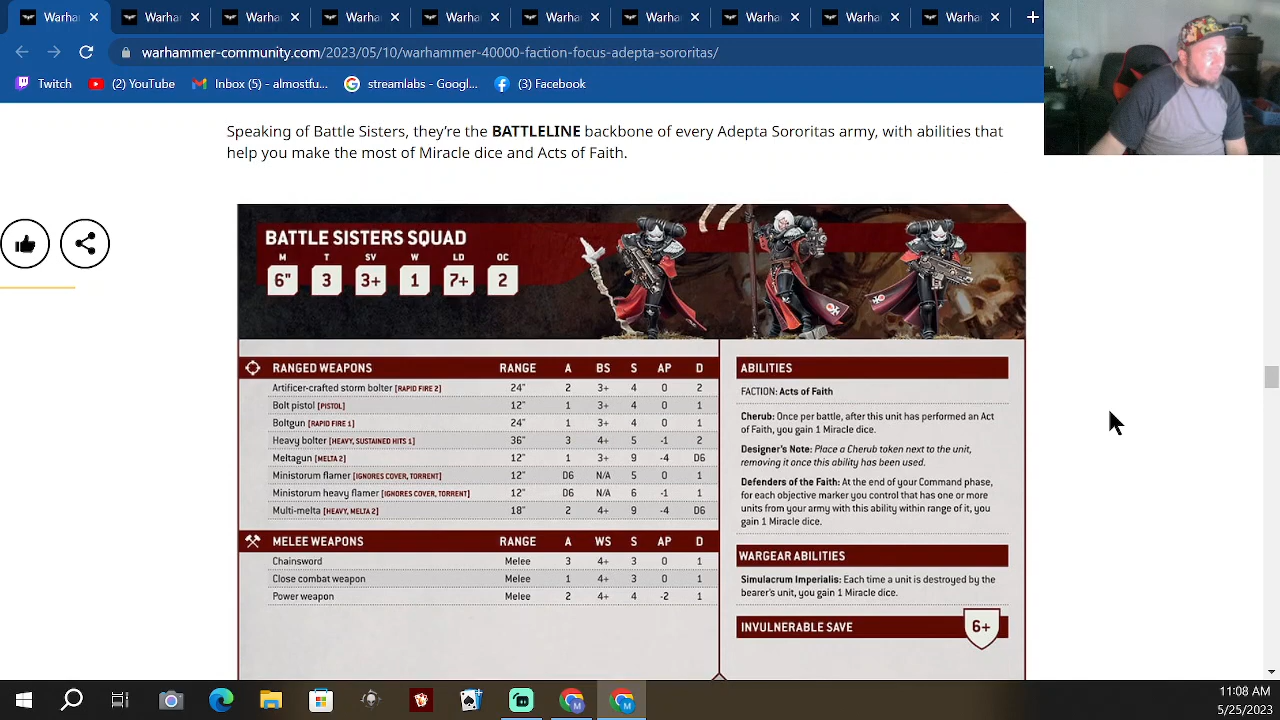 Warha Warha Warha Warha Warha Warha Warha Warha Warha Warha
warhammer-community.com/2023/05/10/warhammer-40000-faction-focus-adepta-sororitas/
Twitch (2) YouTube Inbox (5) - almostfu... streamlabs - Googl... (3) Facebook
Speaking of Battle Sisters, they're the BATTLELINE backbone of every Adepta Sororitas army, with abilities that
help you make the most of Miracle dice and Acts of Faith.
BATTLE SISTERS SQUAD
M T SV W LD OC
6" 3 3+ 1 7+ 2
RANGED WEAPONS RANGE A BS S AP D
Artificer-crafted storm bolter [RAPID FIRE 2] 24" 2 3+ 4 0 2
Bolt pistol [PISTOL] 12" 1 3+ 4 0 1
Boltgun [RAPID FIRE 1] 24" 1 3+ 4 0 1
Heavy bolter [HEAVY, SUSTAINED HITS 1] 36" 3 4+ 5 -1 2
Meltagun [MELTA 2] 12" 1 3+ 9 -4 D6
Ministorum flamer [IGNORES COVER, TORRENT] 12" D6 N/A 5 0 1
Ministorum heavy flamer [IGNORES COVER, TORRENT] 12" D6 N/A 6 -1 1
Multi-melta [HEAVY, MELTA 2] 18" 2 4+ 9 -4 D6
MELEE WEAPONS RANGE A WS S AP D
Chainsword Melee 3 4+ 3 0 1
Close combat weapon Melee 1 4+ 3 0 1
Power weapon Melee 2 4+ 4 -2 1
ABILITIES
FACTION: Acts of Faith
Cherub: Once per battle, after this unit has performed an Act
of Faith, you gain 1 Miracle dice.
Designer's Note: Place a Cherub token next to the unit,
removing it once this ability has been used.
Defenders of the Faith: At the end of your Command phase,
for each objective marker you control that has one or more
units from your army with this ability within range of it, you
gain 1 Miracle dice.
WARGEAR ABILITIES
Simulacrum Imperialis: Each time a unit is destroyed by the
bearer's unit, you gain 1 Miracle dice.
INVULNERABLE SAVE 6+
11:08 AM
5/25/2023